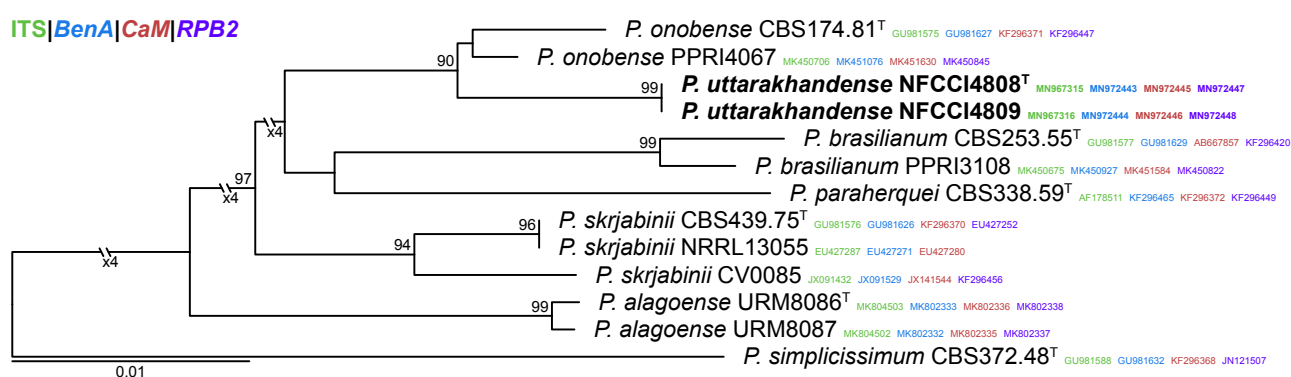 ITS|BenA|CaM|RPB2
P. onobense CBS174.81T GU981575 GU981627 KF296371 KF296447
90
P. onobense PPRI4067 MK450706 MK451076 MK451630 MK450845
99 P. uttarakhandense NFCCI4808T MN967315 MN972443 MN972445 MN972447
P. uttarakhandense NFCCI4809 MN967316 MN972444 MN972446 MN972448
x4
99 P. brasilianum CBS253.55T GU981577 GU981629 AB667857 KF296420
P. brasilianum PPRI3108 MK450675 MK450927 MK451584 MK450822
97
x4
P. paraherquei CBS338.59T AF178511 KF296465 KF296372 KF296449
96 P. skrjabinii CBS439.75T GU981576 GU981626 KF296370 EU427252
94
P. skrjabinii NRRL13055 EU427287 EU427271 EU427280
x4
P. skrjabinii CV0085 JX091432 JX091529 JX141544 KF296456
99 P. alagoense URM8086T MK804503 MK802333 MK802336 MK802338
P. alagoense URM8087 MK804502 MK802332 MK802335 MK802337
P. simplicissimum CBS372.48T GU981588 GU981632 KF296368 JN121507
0.01